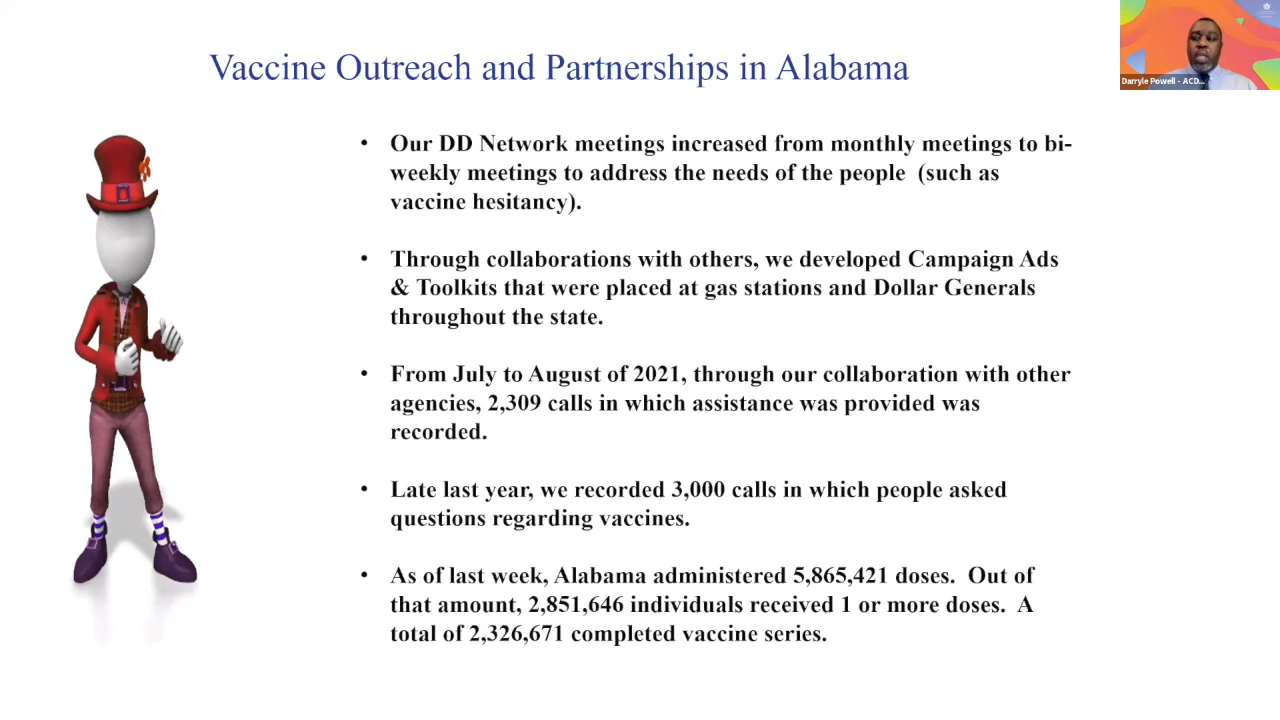 Vaccine Outreach and Partnerships in Alabama
Darryle Powell - ACD...
• Our DD Network meetings increased from monthly meetings to bi-
weekly meetings to address the needs of the people (such as
vaccine hesitancy).
• Through collaborations with others, we developed Campaign Ads
& Toolkits that were placed at gas stations and Dollar Generals
throughout the state.
• From July to August of 2021, through our collaboration with other
agencies, 2,309 calls in which assistance was provided was
recorded.
• Late last year, we recorded 3,000 calls in which people asked
questions regarding vaccines.
• As of last week, Alabama administered 5,865,421 doses. Out of
that amount, 2,851,646 individuals received 1 or more doses. A
total of 2,326,671 completed vaccine series.